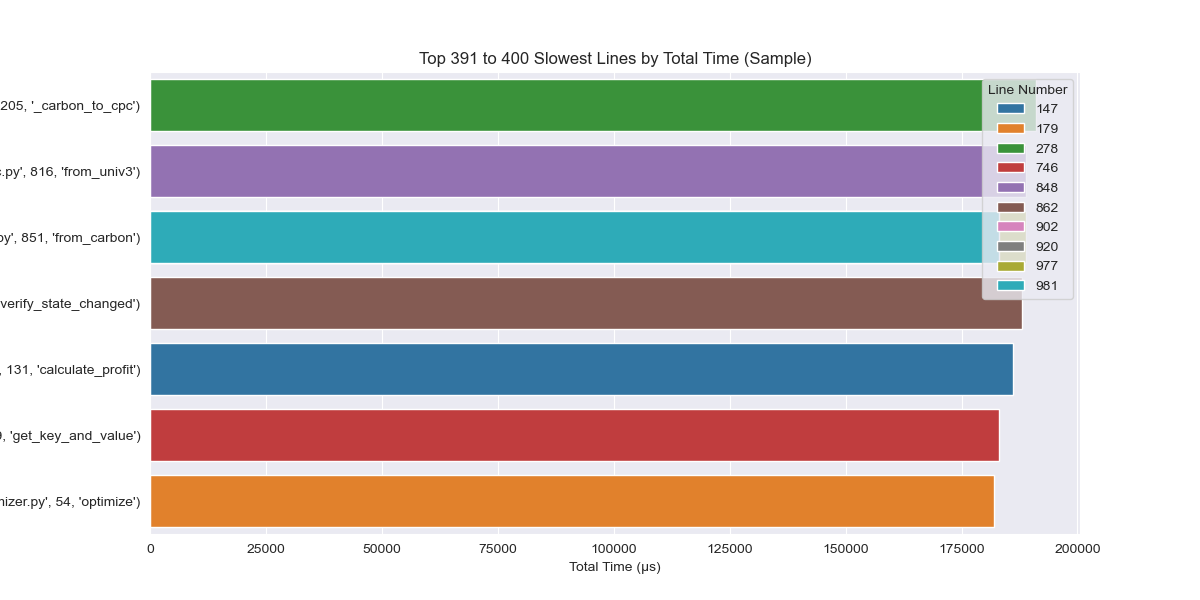 Top 391 to 400 Slowest Lines by Total Time (Sample)
205, '_carbon_to_cpc')
.py', 816, 'from_univ3')
py', 851, 'from_carbon')
verify_state_changed')
, 131, 'calculate_profit')
, 'get_key_and_value')
nizer.py', 54, 'optimize')
Line Number
147
179
278
746
848
862
902
920
977
981
0 25000 50000 75000 100000 125000 150000 175000 200000
Total Time (µs)